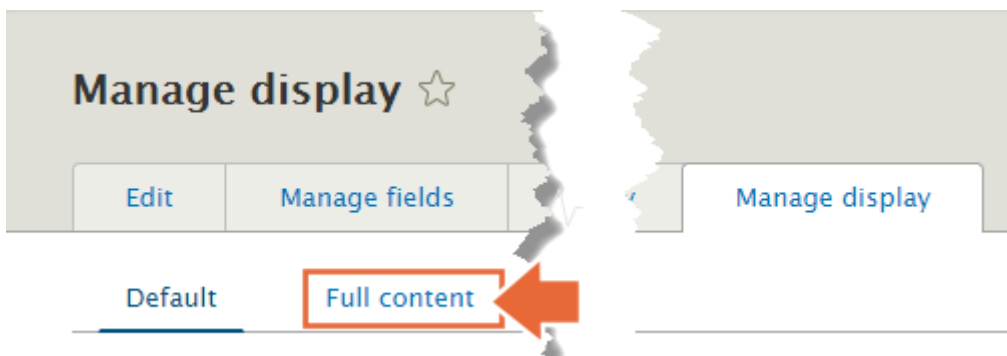 Manage display
Edit Manage fields Manage display
Default Full content